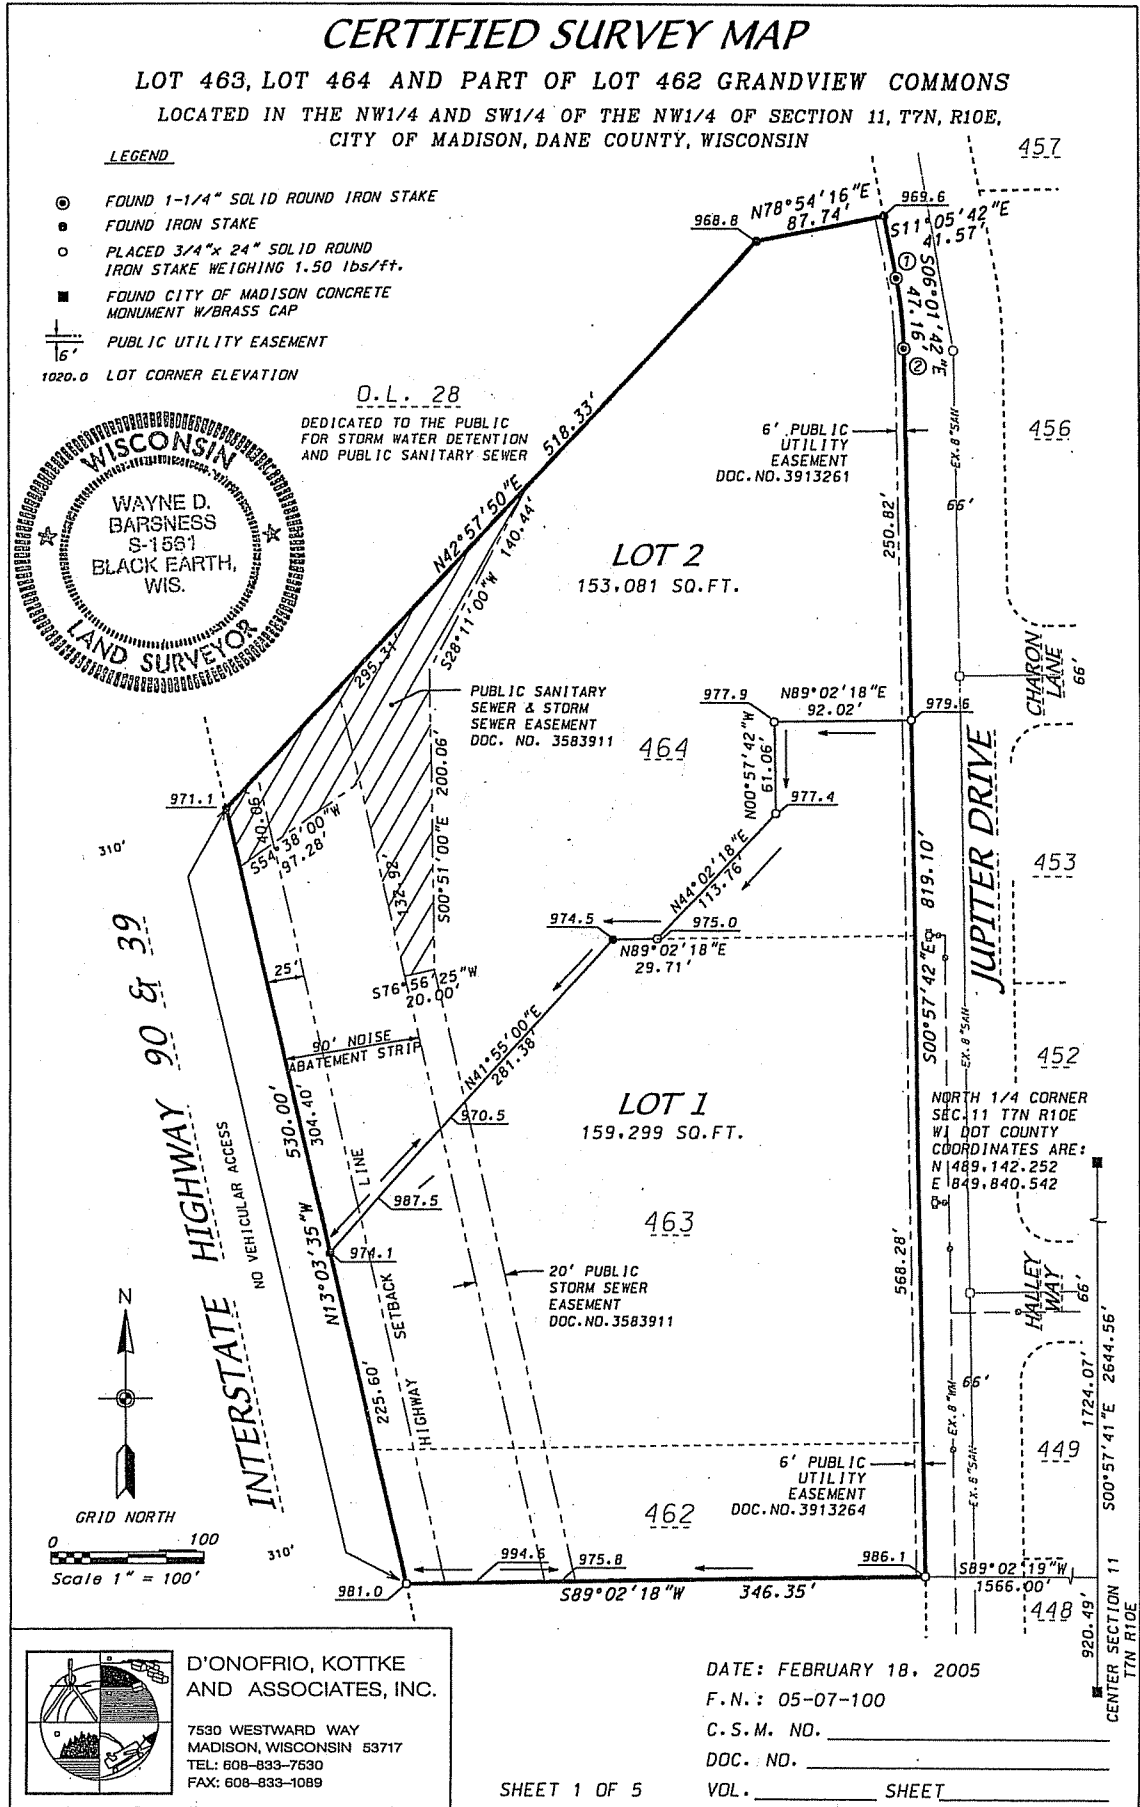 CERTIFIED SURVEY MAP
LOT 463, LOT 464 AND PART OF LOT 462 GRANDVIEW COMMONS
LOCATED IN THE NW1/4 AND SW1/4 OF THE NW1/4 OF SECTION 11, T7N, R10E,
CITY OF MADISON, DANE COUNTY, WISCONSIN
LEGEND
FOUND 1-1/4" SOLID ROUND IRON STAKE
FOUND IRON STAKE
PLACED 3/4"x 24" SOLID ROUND
IRON STAKE WEIGHING 1.50 lbs/ft.
FOUND CITY OF MADISON CONCRETE
MONUMENT W/BRASS CAP
6'
PUBLIC UTILITY EASEMENT
1020.0 LOT CORNER ELEVATION
WISCONSIN
WAYNE D.
BARSNESS
S-1561
BLACK EARTH,
WIS.
LAND SURVEYOR
O.L. 28
DEDICATED TO THE PUBLIC
FOR STORM WATER DETENTION
AND PUBLIC SANITARY SEWER
457
968.8
N78°54'16"E
87.74'
969.6
S11°05'42"E
41.57'
1
S06°01'42"E
47.16'
2
518.33'
N42°57'50"E
6' PUBLIC
UTILITY
EASEMENT
DOC.NO.3913261
EX.8"SAN
456
66'
250.82'
140.44'
S28°11'00"W
LOT 2
153,081 SQ.FT.
295.31'
PUBLIC SANITARY
SEWER & STORM
SEWER EASEMENT
DOC. NO. 3583911
CHARON
LANE
66'
977.9
N89°02'18"E
92.02'
979.6
464
N00°57'42"W
61.06'
977.4
JUPITER DRIVE
971.1
310'
40.06
S54°38'00"W
97.28'
200.06'
S00°51'00"E
132.92'
N44°02'18"E
113.76'
819.10'
S00°57'42"E
453
974.5
975.0
N89°02'18"E
29.71'
INTERSTATE HIGHWAY 90 & 39
25'
S76°56'25"W
20.00'
90' NOISE
ABATEMENT STRIP
N41°55'00"E
281.38'
EX.8"SAN
452
530.00'
304.40'
970.5
LOT 1
159,299 SQ.FT.
NORTH 1/4 CORNER
SEC.11 T7N R10E
WI DOT COUNTY
COORDINATES ARE:
N 489,142.252
E 849,840.542
NO VEHICULAR ACCESS
987.5
463
N13°03'35"W
974.1
HIGHWAY SETBACK LINE
20' PUBLIC
STORM SEWER
EASEMENT
DOC.NO.3583911
568.28'
HALLEY
WAY
66'
N
225.60'
66'
EX.8"WM
EX.8"SAN
1724.07'
S00°57'41"E 2644.56'
449
6' PUBLIC
UTILITY
EASEMENT
DOC.NO.3913264
462
GRID NORTH
0 100
Scale 1" = 100'
310'
981.0
994.6
975.8
986.1
S89°02'18"W 346.35'
S89°02'19"W
1566.00'
448
920.49'
CENTER SECTION 11
T7N R10E
D'ONOFRIO, KOTTKE
AND ASSOCIATES, INC.
7530 WESTWARD WAY
MADISON, WISCONSIN 53717
TEL: 608-833-7530
FAX: 608-833-1089
DATE: FEBRUARY 18, 2005
F.N.: 05-07-100
C.S.M. NO.
DOC. NO.
SHEET 1 OF 5
VOL. SHEET